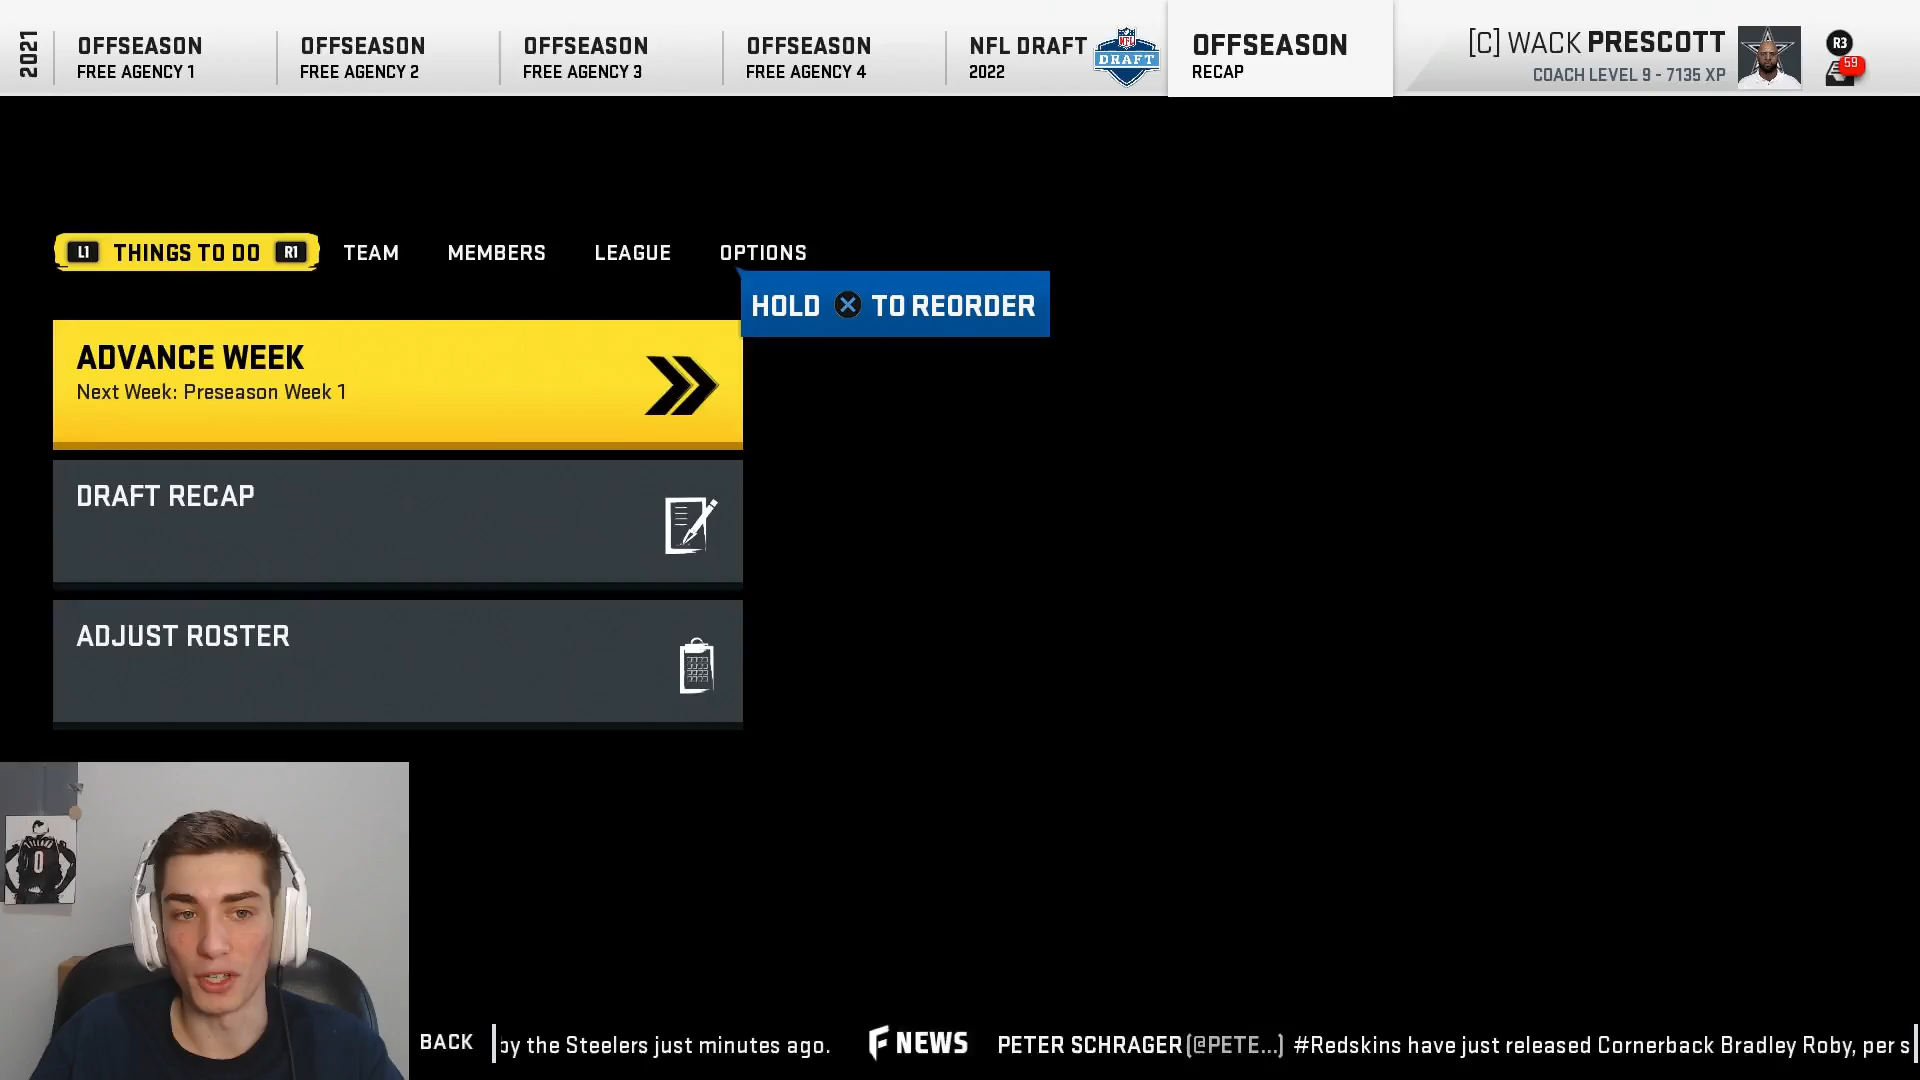 2021
OFFSEASON
FREE AGENCY 1
OFFSEASON
FREE AGENCY 2
OFFSEASON
FREE AGENCY 3
OFFSEASON
FREE AGENCY 4
NFL DRAFT
2022
NFL
DRAFT
OFFSEASON
RECAP
[C] WACK PRESCOTT
COACH LEVEL 9 - 7135 XP
R3
59
L1 THINGS TO DO R1
TEAM
MEMBERS
LEAGUE
OPTIONS
HOLD TO REORDER
ADVANCE WEEK
Next Week: Preseason Week 1
DRAFT RECAP
ADJUST ROSTER
0
BACK
by the Steelers just minutes ago.
NEWS
PETER SCHRAGER (@PETE...) #Redskins have just released Cornerback Bradley Roby, per s